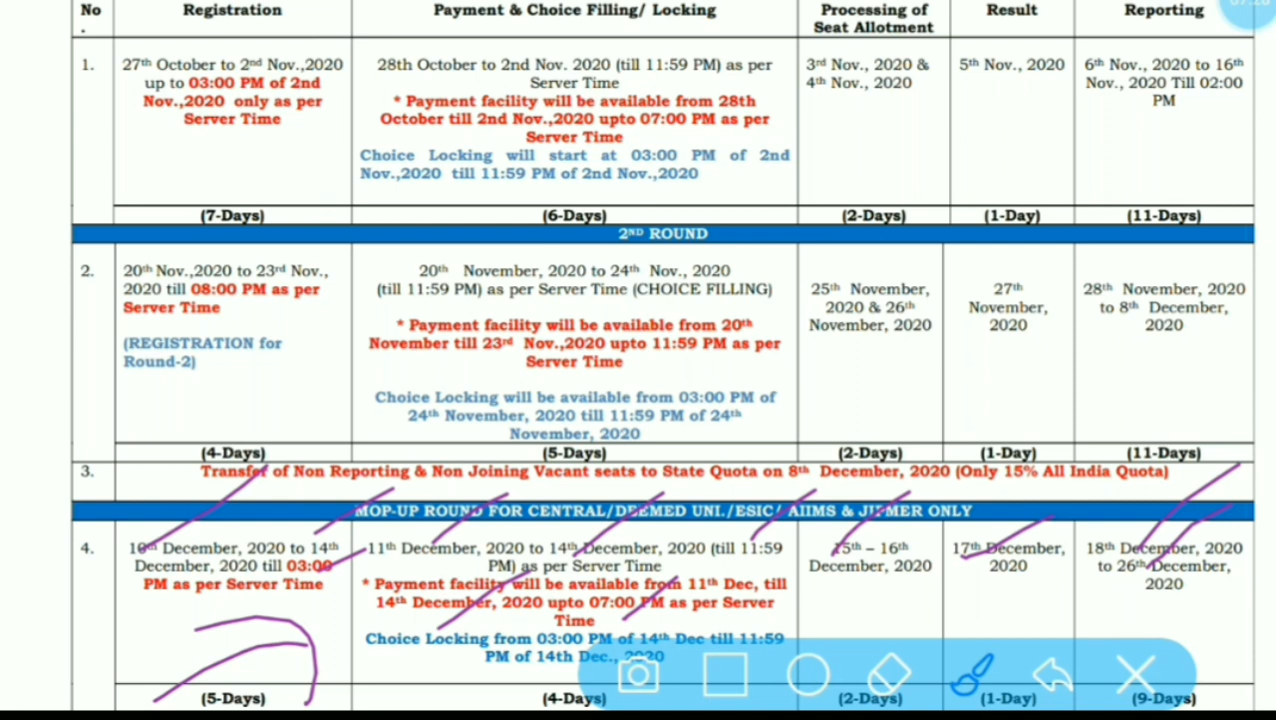 No
.
Registration
Payment & Choice Filling/ Locking
Processing of
Seat Allotment
Result
Reporting
1.
27th October to 2nd Nov.,2020
up to 03:00 PM of 2nd
Nov.,2020 only as per
Server Time
28th October to 2nd Nov. 2020 (till 11:59 PM) as per
Server Time
* Payment facility will be available from 28th
October till 2nd Nov.,2020 upto 07:00 PM as per
Server Time
Choice Locking will start at 03:00 PM of 2nd
Nov.,2020 till 11:59 PM of 2nd Nov.,2020
3rd Nov., 2020 &
4th Nov., 2020
5th Nov., 2020
6th Nov., 2020 to 16th
Nov., 2020 Till 02:00
PM
(7-Days)
(6-Days)
(2-Days)
(1-Day)
(11-Days)
2ND ROUND
2.
20th Nov.,2020 to 23rd Nov.,
2020 till 08:00 PM as per
Server Time
(REGISTRATION for
Round-2)
20th November, 2020 to 24th Nov., 2020
(till 11:59 PM) as per Server Time (CHOICE FILLING)
* Payment facility will be available from 20th
November till 23rd Nov.,2020 upto 11:59 PM as per
Server Time
Choice Locking will be available from 03:00 PM of
24th November, 2020 till 11:59 PM of 24th
November, 2020
25th November,
2020 & 26th
November, 2020
27th
November,
2020
28th November, 2020
to 8th December,
2020
(4-Days)
(5-Days)
(2-Days)
(1-Day)
(11-Days)
3.
Transfer of Non Reporting & Non Joining Vacant seats to State Quota on 8th December, 2020 (Only 15% All India Quota)
MOP-UP ROUND FOR CENTRAL/DEEMED UNI./ESIC/ AIIMS & JIPMER ONLY
4.
10th December, 2020 to 14th
December, 2020 till 03:00
PM as per Server Time
11th December, 2020 to 14th December, 2020 (till 11:59
PM) as per Server Time
* Payment facility will be available from 11th Dec, till
14th December, 2020 upto 07:00 PM as per Server
Time
Choice Locking from 03:00 PM of 14th Dec till 11:59
PM of 14th Dec., 2020
15th – 16th
December, 2020
17th December,
2020
18th December, 2020
to 26th December,
2020
(5-Days)
(4-Days)
(2-Days)
(1-Day)
(9-Days)